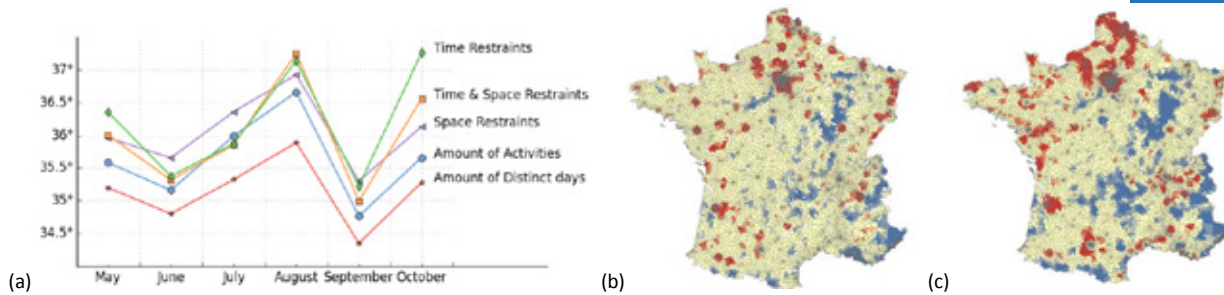 37°
36.5°
36°
35.5°
35°
34.5°
Time Restraints
Time & Space Restraints
Space Restraints
Amount of Activities
Amount of Distinct days
May June July August September October
(a) (b) (c)